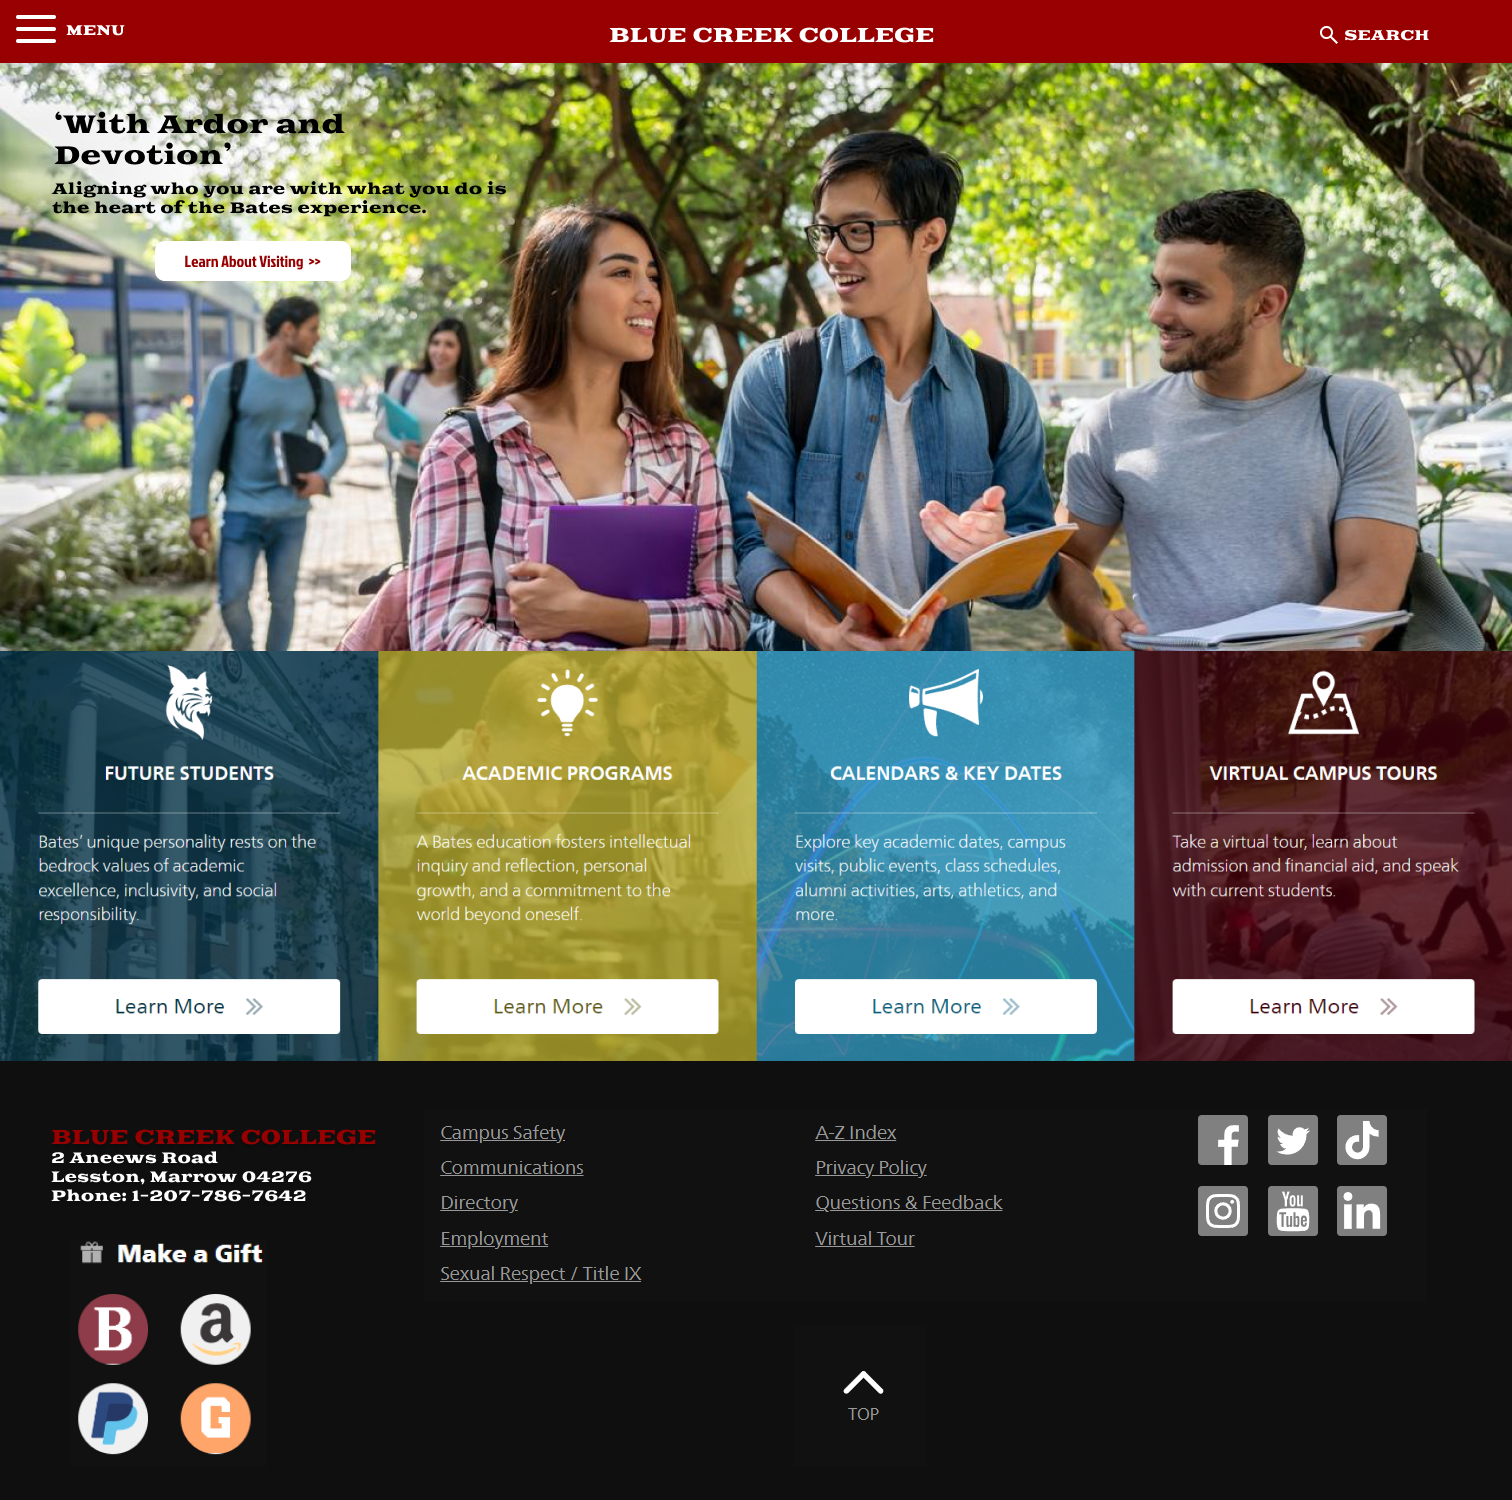 MENU
BLUE CREEK COLLEGE
SEARCH
‘With Ardor and
Devotion’
Aligning who you are with what you do is
the heart of the Bates experience.
Learn About Visiting >>
FUTURE STUDENTS
Bates’ unique personality rests on the
bedrock values of academic
excellence, inclusivity, and social
responsibility.
Learn More
ACADEMIC PROGRAMS
A Bates education fosters intellectual
inquiry and reflection, personal
growth, and a commitment to the
world beyond oneself.
Learn More
CALENDARS & KEY DATES
Explore key academic dates, campus
visits, public events, class schedules,
alumni activities, arts, athletics, and
more.
Learn More
VIRTUAL CAMPUS TOURS
Take a virtual tour, learn about
admission and financial aid, and speak
with current students.
Learn More
BLUE CREEK COLLEGE
2 Aneews Road
Lesston, Marrow 04276
Phone: 1-207-786-7642
Make a Gift
B
a
P
G
Campus Safety
Communications
Directory
Employment
Sexual Respect / Title IX
A-Z Index
Privacy Policy
Questions & Feedback
Virtual Tour
f
You
Tube
in
TOP